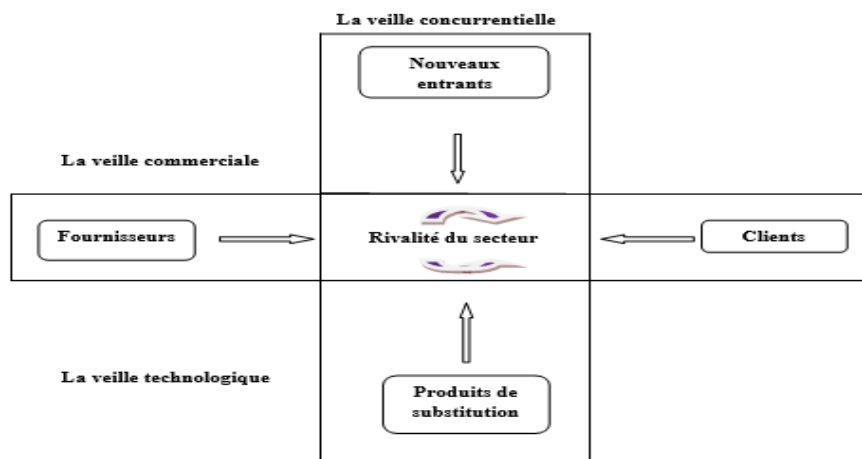 La veille concurrentielle
Nouveaux
entrants
La veille commerciale
Fournisseurs
Rivalité du secteur
Clients
La veille technologique
Produits de
substitution